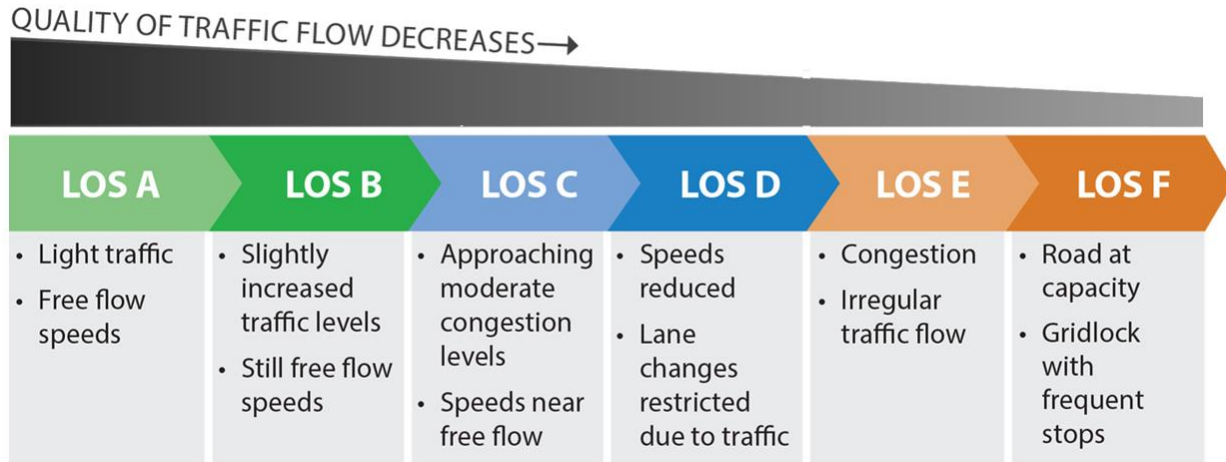 QUALITY OF TRAFFIC FLOW DECREASES→
LOS A
LOS B
LOS C
LOS D
LOS E
LOS F
• Light traffic
• Free flow
speeds
• Slightly
increased
traffic levels
• Still free flow
speeds
• Approaching
moderate
congestion
levels
• Speeds near
free flow
• Speeds
reduced
• Lane
changes
restricted
due to traffic
• Congestion
• Irregular
traffic flow
• Road at
capacity
• Gridlock
with
frequent
stops